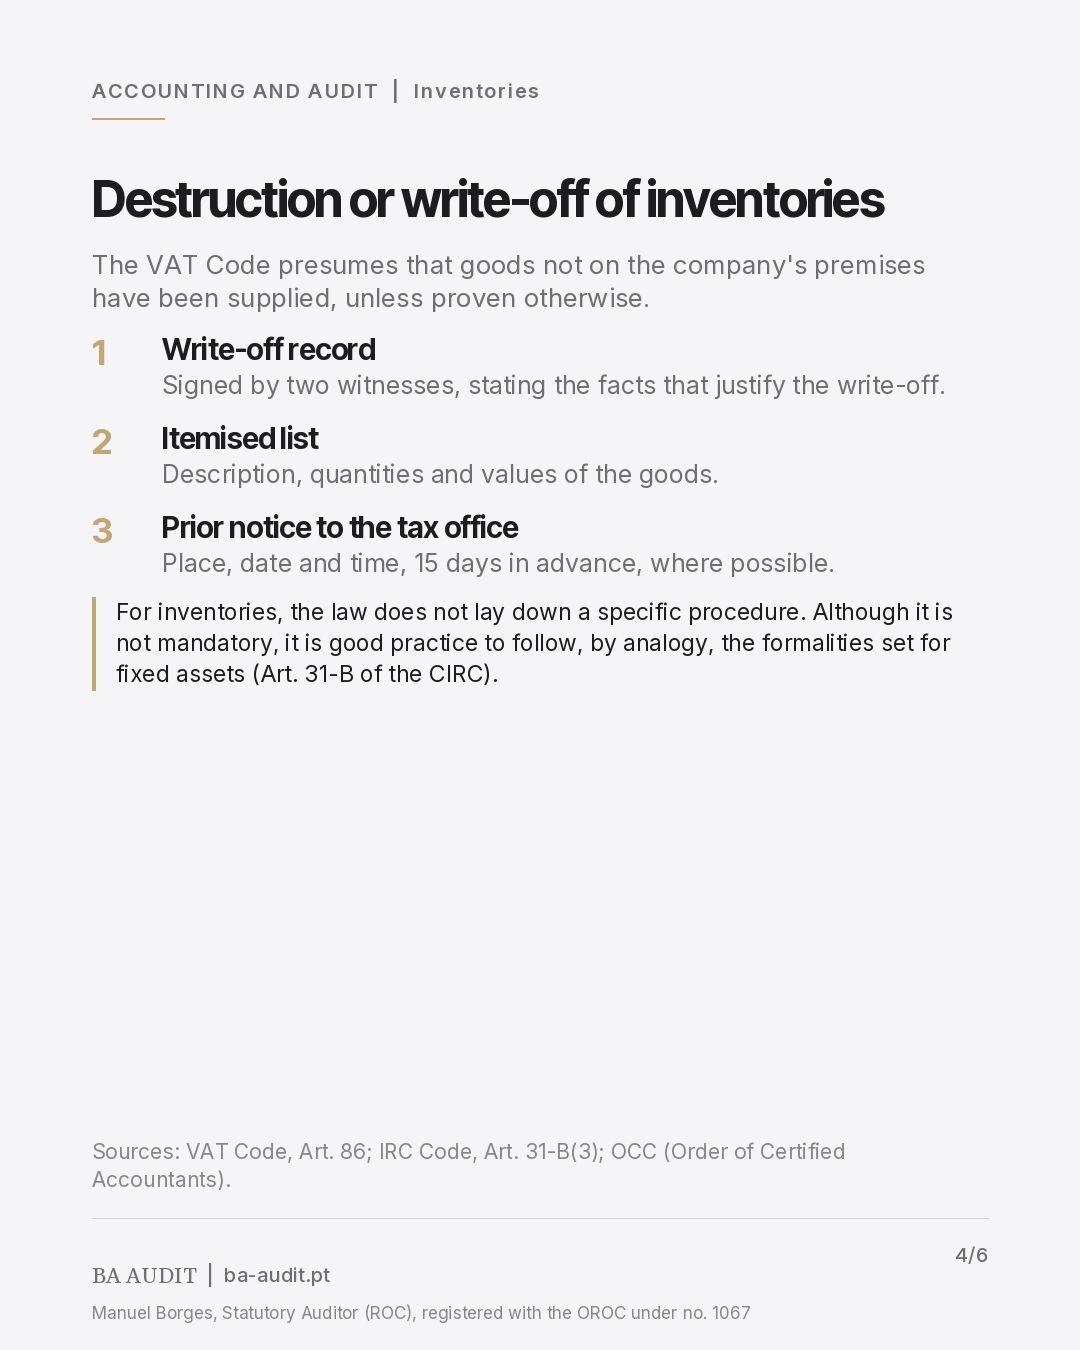 ACCOUNTING AND AUDIT | Inventories
Destruction or write-off of inventories
The VAT Code presumes that goods not on the company's premises
have been supplied, unless proven otherwise.
1 Write-off record
Signed by two witnesses, stating the facts that justify the write-off.
2 Itemised list
Description, quantities and values of the goods.
3 Prior notice to the tax office
Place, date and time, 15 days in advance, where possible.
For inventories, the law does not lay down a specific procedure. Although it is
not mandatory, it is good practice to follow, by analogy, the formalities set for
fixed assets (Art. 31-B of the CIRC).
Sources: VAT Code, Art. 86; IRC Code, Art. 31-B(3); OCC (Order of Certified
Accountants).
4/6
BA AUDIT | ba-audit.pt
Manuel Borges, Statutory Auditor (ROC), registered with the OROC under no. 1067